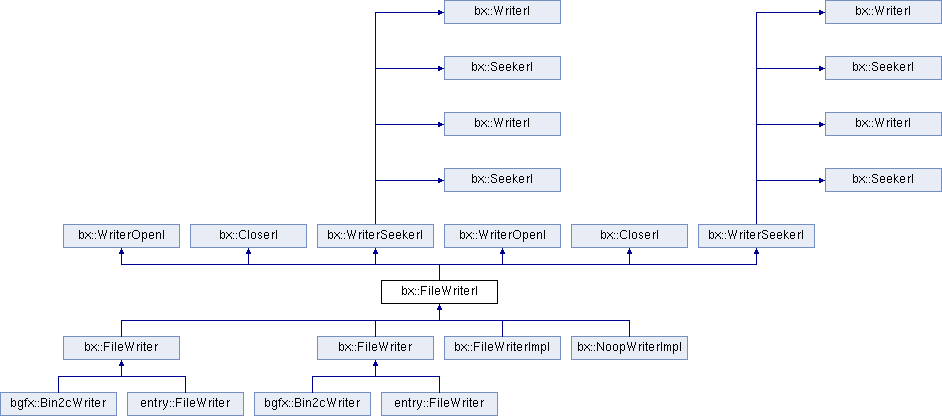 bx::WriterI
bx::WriterI
bx::SeekerI
bx::SeekerI
bx::WriterI
bx::WriterI
bx::SeekerI
bx::SeekerI
bx::WriterOpenI
bx::CloserI
bx::WriterSeekerI
bx::WriterOpenI
bx::CloserI
bx::WriterSeekerI
bx::FileWriterI
bx::FileWriter
bx::FileWriter
bx::FileWriterImpl
bx::NoopWriterImpl
bgfx::Bin2cWriter
entry::FileWriter
bgfx::Bin2cWriter
entry::FileWriter